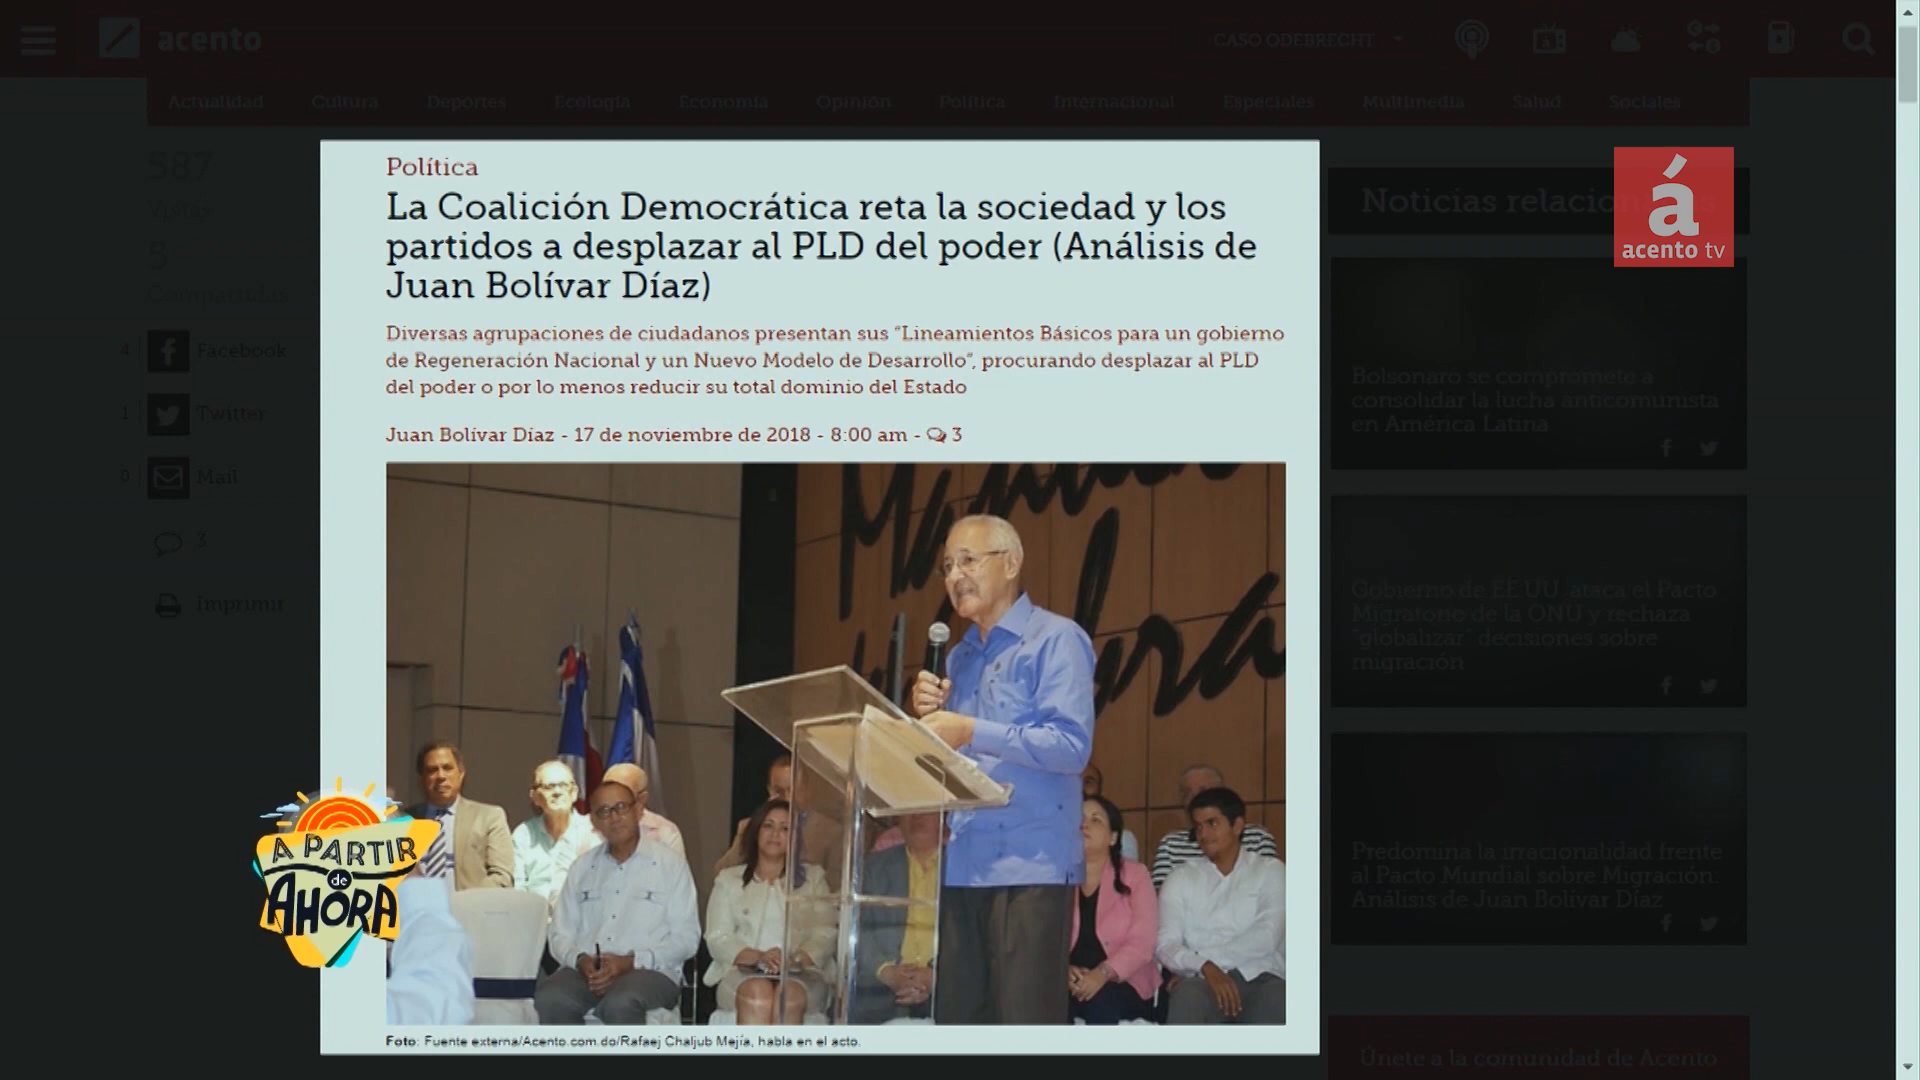 acento
CASO ODEBRECHT
Actualidad Cultura Deportes Ecología Economía Opinión Política Internacional Especiales Multimedia Salud Sociales
587
Vistas
5
Compartidas
4 Facebook
1 Twitter
0 Mail
3
Imprimir
Política
La Coalición Democrática reta la sociedad y los
partidos a desplazar al PLD del poder (Análisis de
Juan Bolívar Díaz)
Diversas agrupaciones de ciudadanos presentan sus “Lineamientos Básicos para un gobierno
de Regeneración Nacional y un Nuevo Modelo de Desarrollo”, procurando desplazar al PLD
del poder o por lo menos reducir su total dominio del Estado
Juan Bolívar Díaz - 17 de noviembre de 2018 - 8:00 am - 3
Foto: Fuente externa/Acento.com.do/Rafaej Chaljub Mejía, habla en el acto.
A PARTIR
de
AHORA
á
acento tv
Noticias
Bolsonaro se compromete a
consolidar la lucha anticomunista
en América Latina
Gobierno de EE.UU. ataca el Pacto
Migratorio de la ONU y rechaza
“globalizar” decisiones sobre
migración
Predomina la irracionalidad frente
al Pacto Mundial sobre Migración:
Análisis de Juan Bolívar Díaz
Únete a la comunidad de Acento